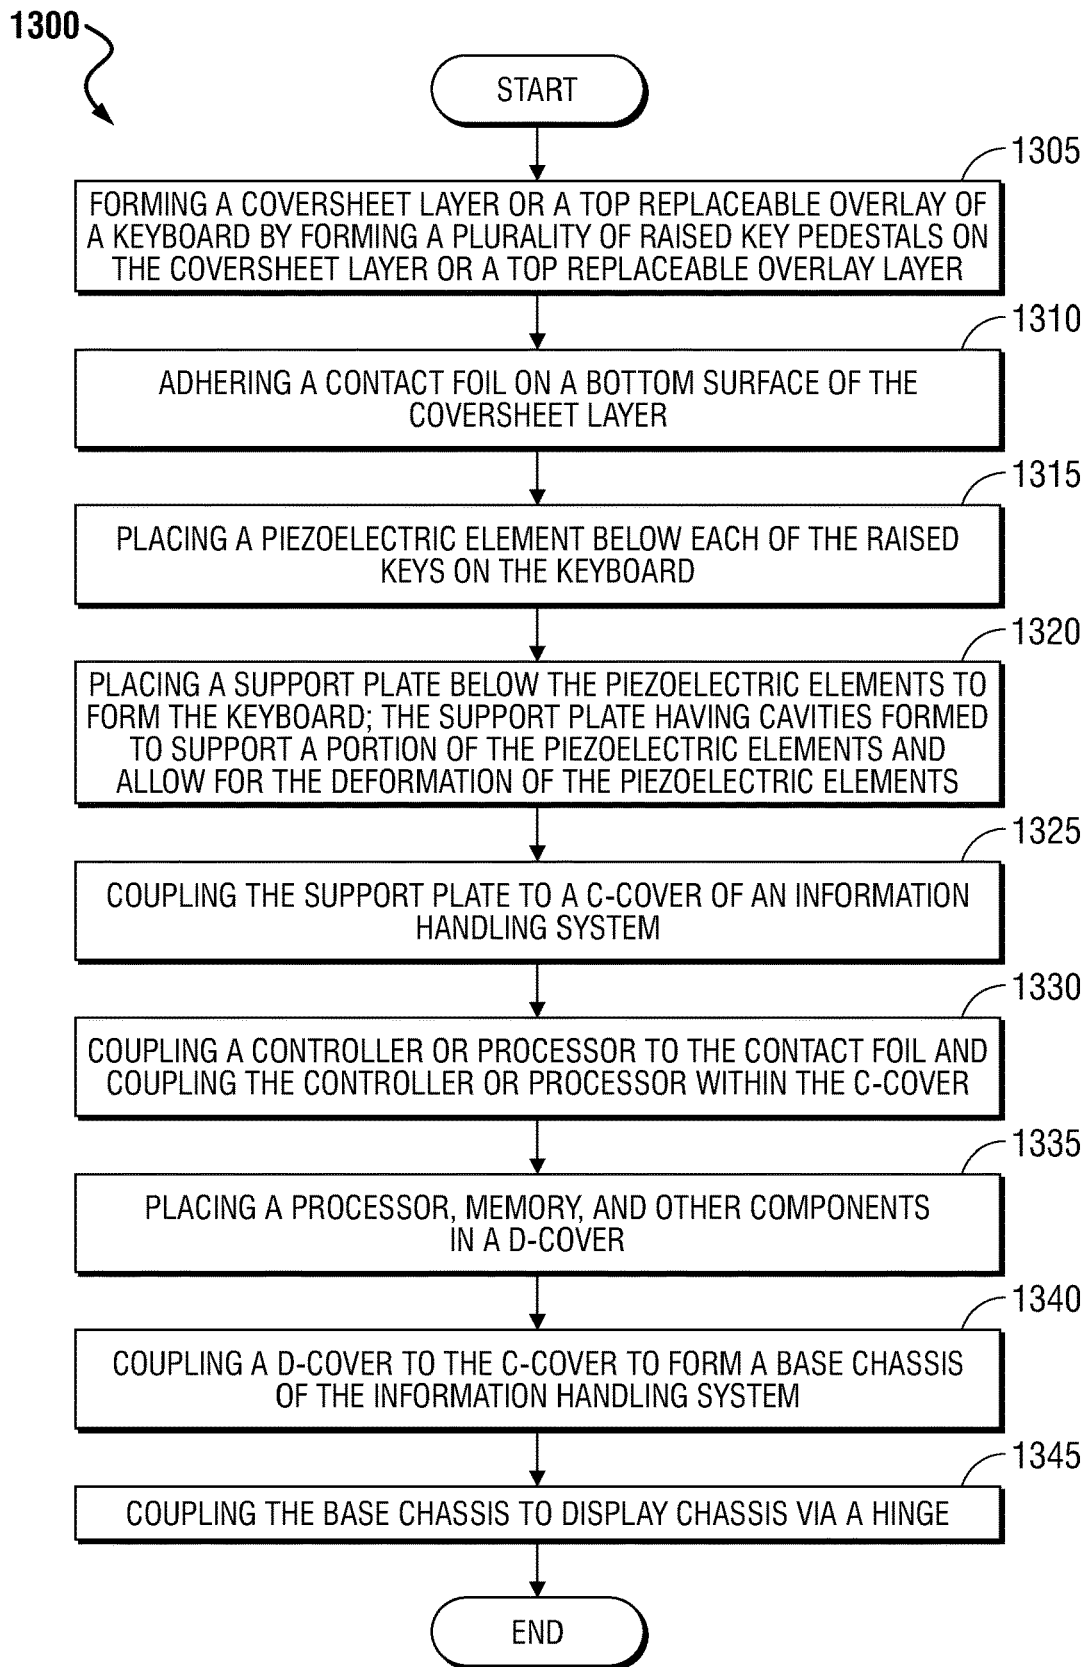 1300
START
1305
FORMING A COVERSHEET LAYER OR A TOP REPLACEABLE OVERLAY OF
A KEYBOARD BY FORMING A PLURALITY OF RAISED KEY PEDESTALS ON
THE COVERSHEET LAYER OR A TOP REPLACEABLE OVERLAY LAYER
1310
ADHERING A CONTACT FOIL ON A BOTTOM SURFACE OF THE
COVERSHEET LAYER
1315
PLACING A PIEZOELECTRIC ELEMENT BELOW EACH OF THE RAISED
KEYS ON THE KEYBOARD
1320
PLACING A SUPPORT PLATE BELOW THE PIEZOELECTRIC ELEMENTS TO
FORM THE KEYBOARD; THE SUPPORT PLATE HAVING CAVITIES FORMED
TO SUPPORT A PORTION OF THE PIEZOELECTRIC ELEMENTS AND
ALLOW FOR THE DEFORMATION OF THE PIEZOELECTRIC ELEMENTS
1325
COUPLING THE SUPPORT PLATE TO A C-COVER OF AN INFORMATION
HANDLING SYSTEM
1330
COUPLING A CONTROLLER OR PROCESSOR TO THE CONTACT FOIL AND
COUPLING THE CONTROLLER OR PROCESSOR WITHIN THE C-COVER
1335
PLACING A PROCESSOR, MEMORY, AND OTHER COMPONENTS
IN A D-COVER
1340
COUPLING A D-COVER TO THE C-COVER TO FORM A BASE CHASSIS
OF THE INFORMATION HANDLING SYSTEM
1345
COUPLING THE BASE CHASSIS TO DISPLAY CHASSIS VIA A HINGE
END